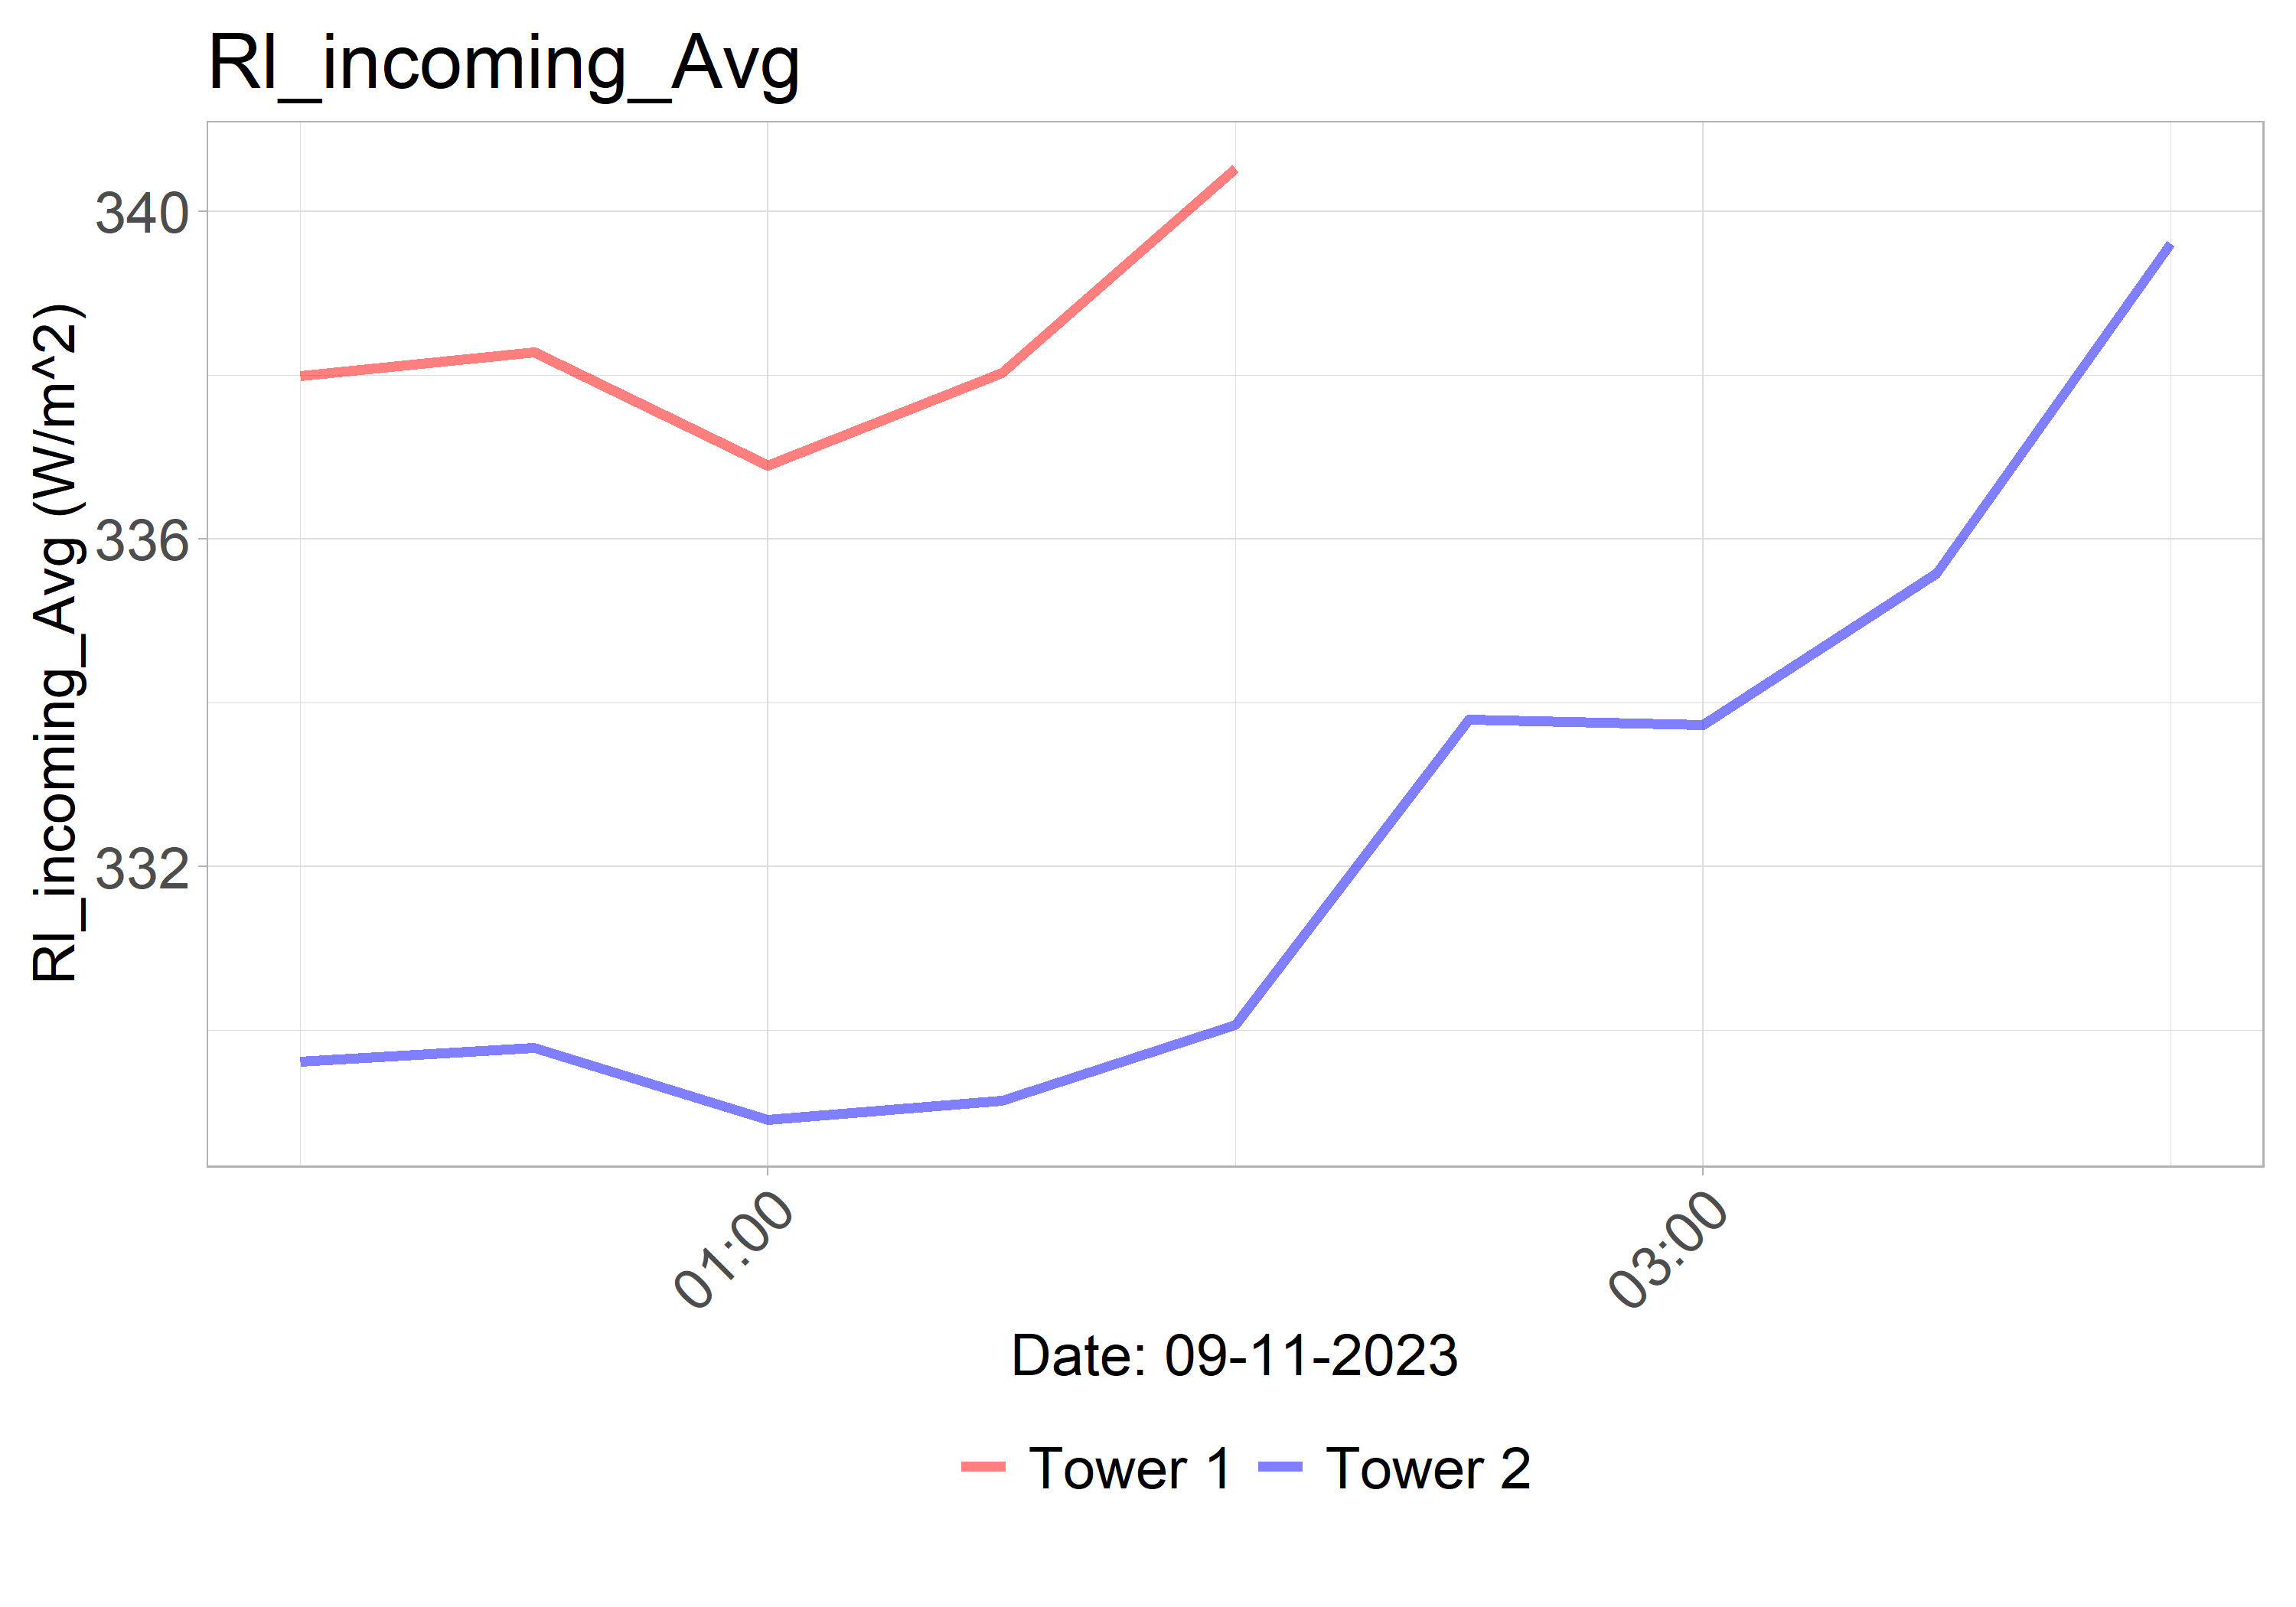 Rl_incoming_Avg
Rl_incoming_Avg (W/m^2)
340
336
332
01:00
03:00
Date: 09-11-2023
Tower 1
Tower 2